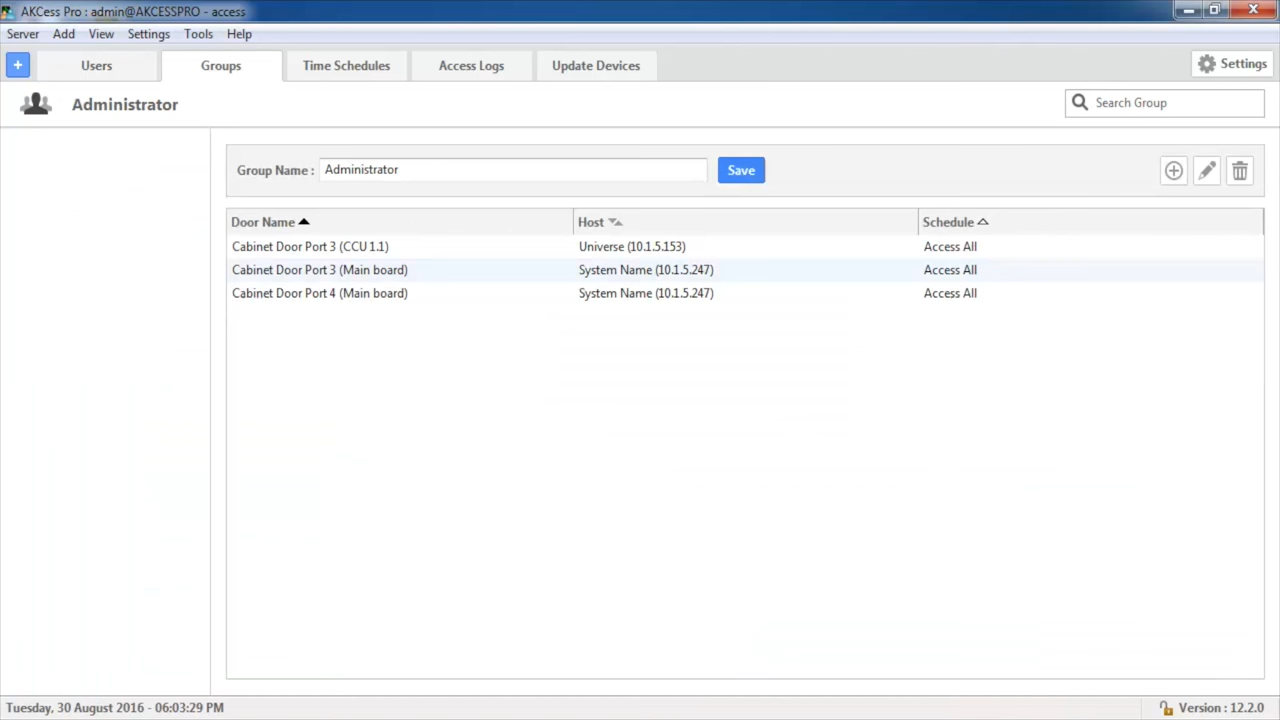 AKCess Pro : admin@AKCESSPRO - access
Server Add View Settings Tools Help
+ Users Groups Time Schedules Access Logs Update Devices Settings
Administrator Search Group
Group Name : Administrator Save
Door Name Host Schedule
Cabinet Door Port 3 (CCU 1.1) Universe (10.1.5.153) Access All
Cabinet Door Port 3 (Main board) System Name (10.1.5.247) Access All
Cabinet Door Port 4 (Main board) System Name (10.1.5.247) Access All
Tuesday, 30 August 2016 - 06:03:29 PM Version : 12.2.0